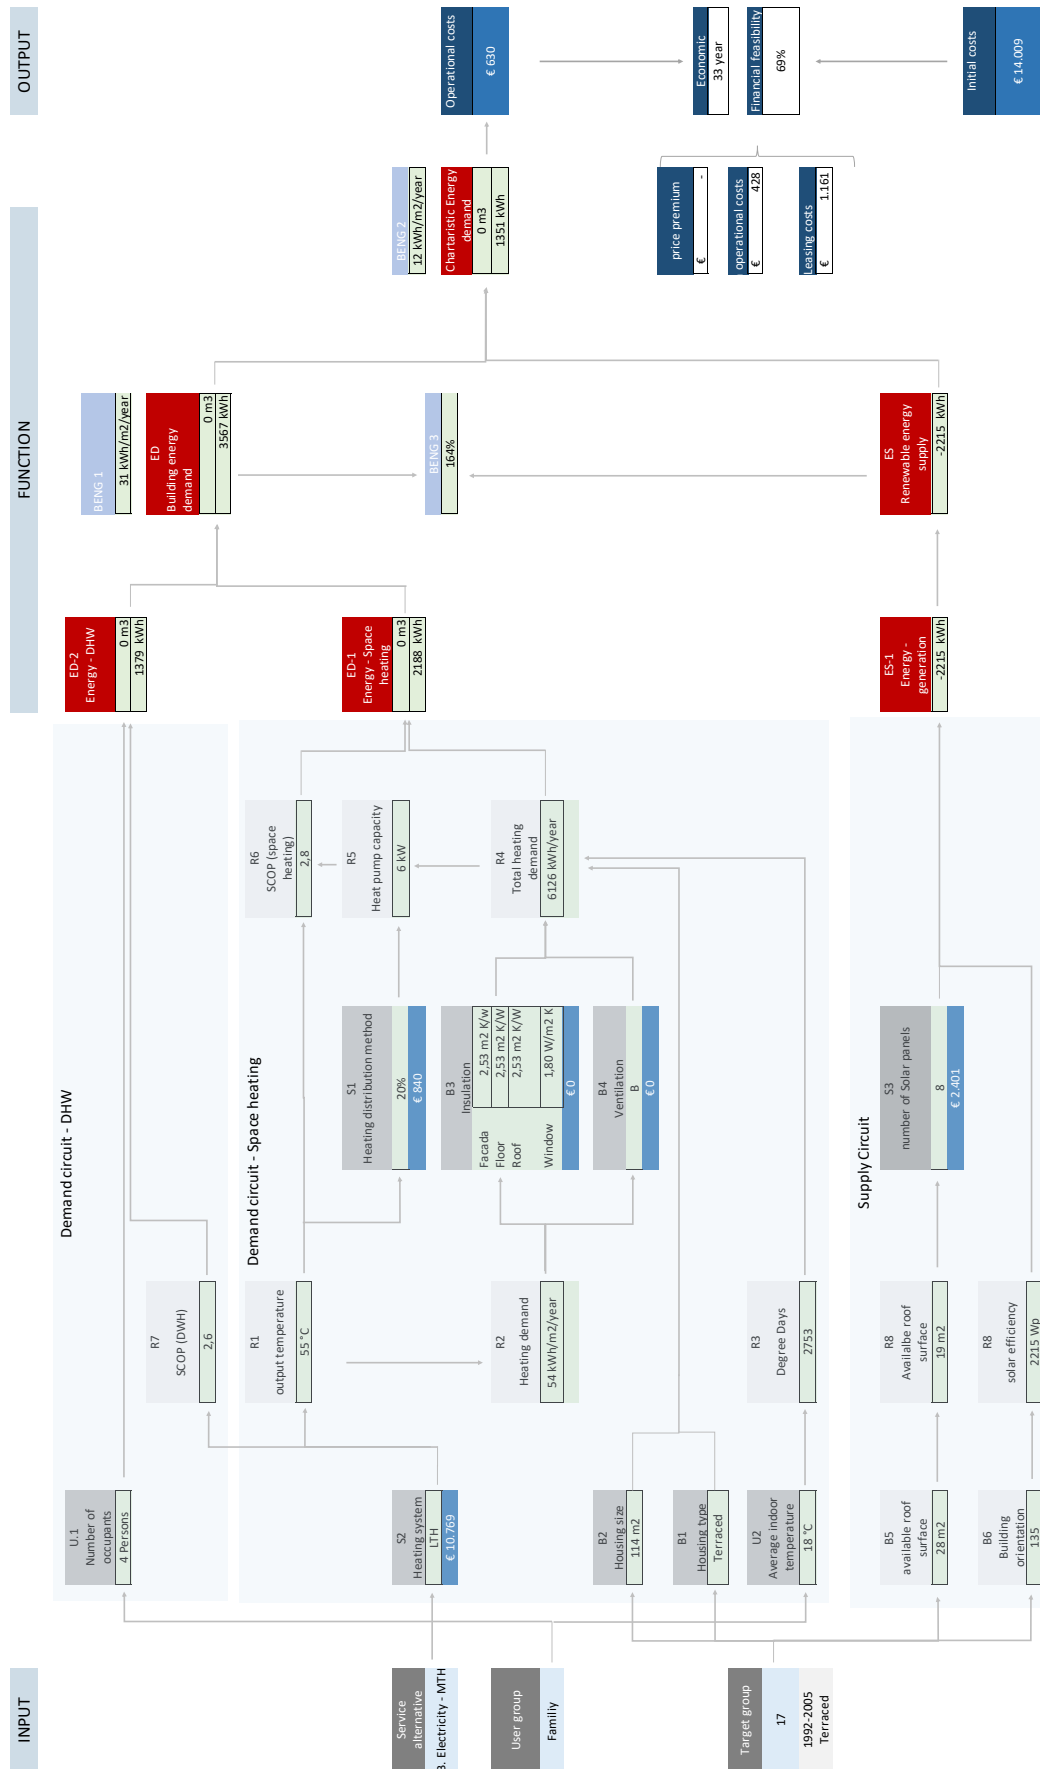 INPUT
FUNCTION
OUTPUT
Demand circuit - DHW
U.1
Number of
occupants
4 Persons
R7
SCOP (DWH)
2,6
ED-2
Energy - DHW
0 m3
1379 kWh
BENG 1
31 kWh/m2/year
ED
Building energy
demand
0 m3
3567 kWh
Demand circuit - Space heating
Service
alternative
3. Electricity - MTH
S2
Heating system
LTH
€ 10.769
R1
output temperature
55 °C
S1
Heating distribution method
20%
€ 840
R6
SCOP (space
heating)
2,8
R5
Heat pump capacity
6 kW
ED-1
Energy - Space
heating
0 m3
2188 kWh
BENG 3
164%
BENG 2
12 kWh/m2/year
Chartaristic Energy
demand
0 m3
1351 kWh
Operational costs
€ 630
User group
Familiy
R2
Heating demand
54 kWh/m2/year
B3
Insulation
Facada 2,53 m2 K/w
Floor 2,53 m2 K/W
Roof 2,53 m2 K/W
Window 1,80 W/m2 K
€ 0
R4
Total heating
demand
6126 kWh/year
B2
Housing size
114 m2
B4
Ventilation
B
€ 0
B1
Housing type
Terraced
Target group
17
1992-2005
Terraced
U2
Average indoor
temperature
18 °C
R3
Degree Days
2753
price premium
€ -
operational costs
€ 428
Leasing costs
€ 1.161
Economic
33 year
Financial feasibility
69%
Supply Circuit
B5
available roof
surface
28 m2
R8
Availalbe roof
surface
19 m2
S3
number of Solar panels
8
€ 2.401
ES-1
Energy -
generation
-2215 kWh
ES
Renewable energy
supply
-2215 kWh
B6
Building
orientation
135
R8
solar efficiency
2215 Wp
Initial costs
€ 14.009